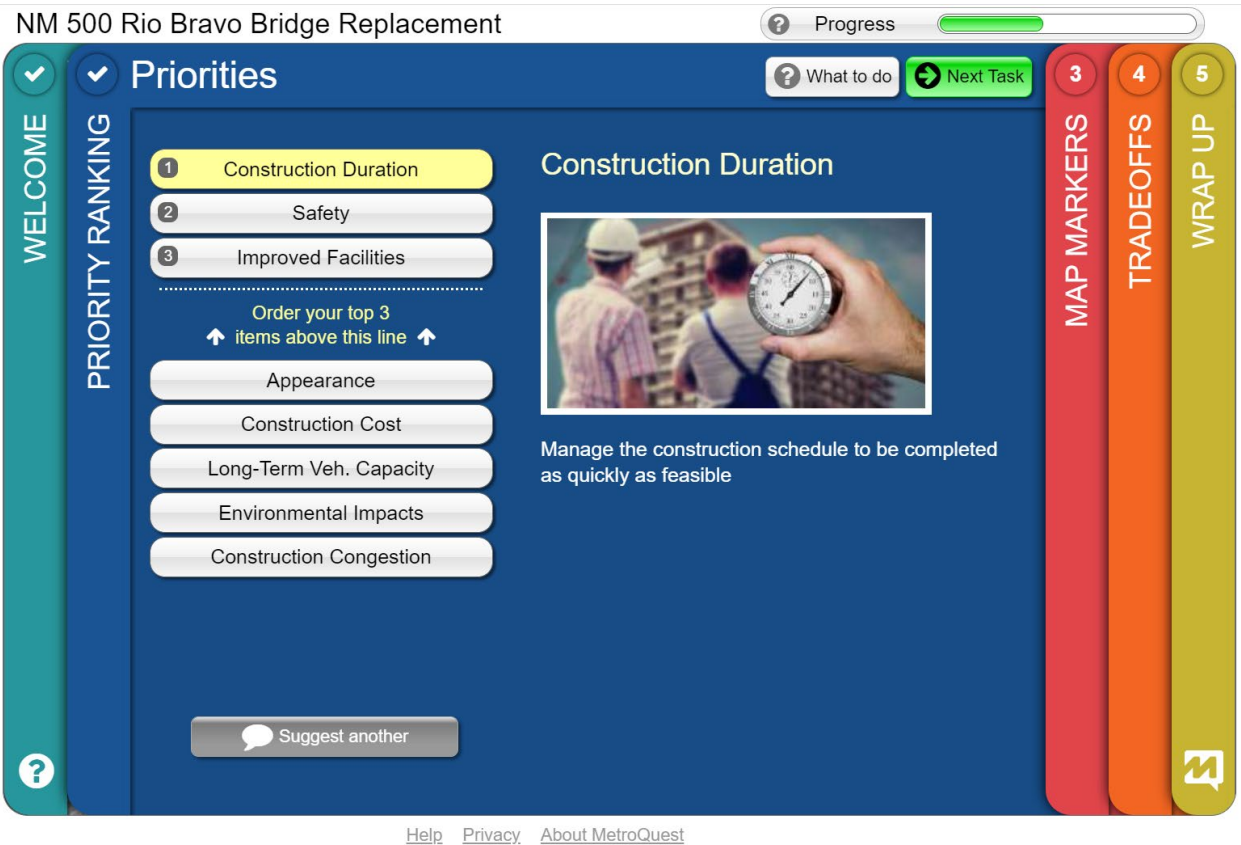 NM 500 Rio Bravo Bridge Replacement
Progress
WELCOME
PRIORITY RANKING
Priorities
What to do
Next Task
1 Construction Duration
2 Safety
3 Improved Facilities
Order your top 3
items above this line
Appearance
Construction Cost
Long-Term Veh. Capacity
Environmental Impacts
Construction Congestion
Suggest another
Construction Duration
Manage the construction schedule to be completed
as quickly as feasible
3
MAP MARKERS
4
TRADEOFFS
5
WRAP UP
Help Privacy About MetroQuest